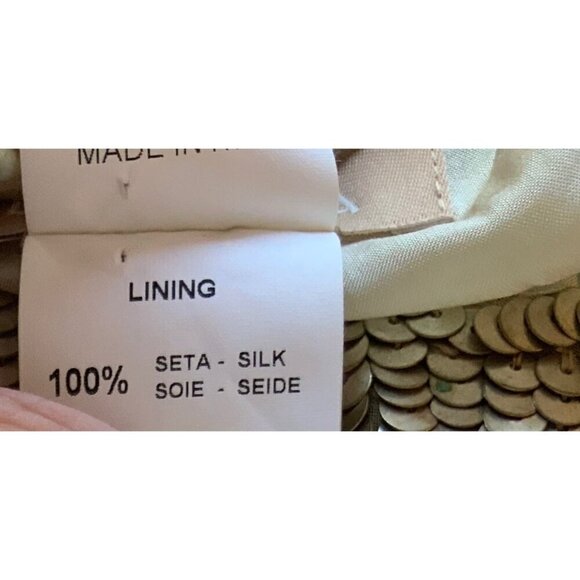 MADE IN
LINING
100% SETA - SILK
SOIE - SEIDE